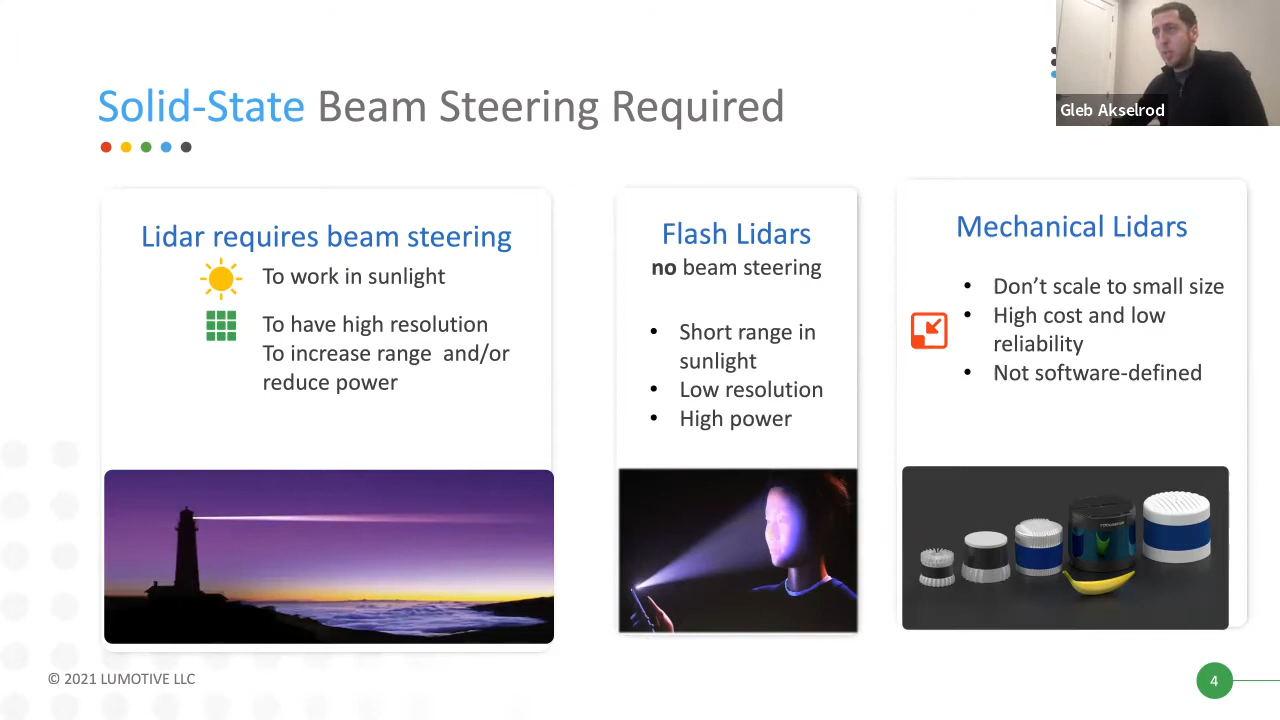 Gleb Akselrod
Solid-State Beam Steering Required
Lidar requires beam steering
To work in sunlight
To have high resolution
To increase range and/or
reduce power
Flash Lidars
no beam steering
• Short range in
sunlight
• Low resolution
• High power
Mechanical Lidars
• Don’t scale to small size
• High cost and low
reliability
• Not software-defined
© 2021 LUMOTIVE LLC
4